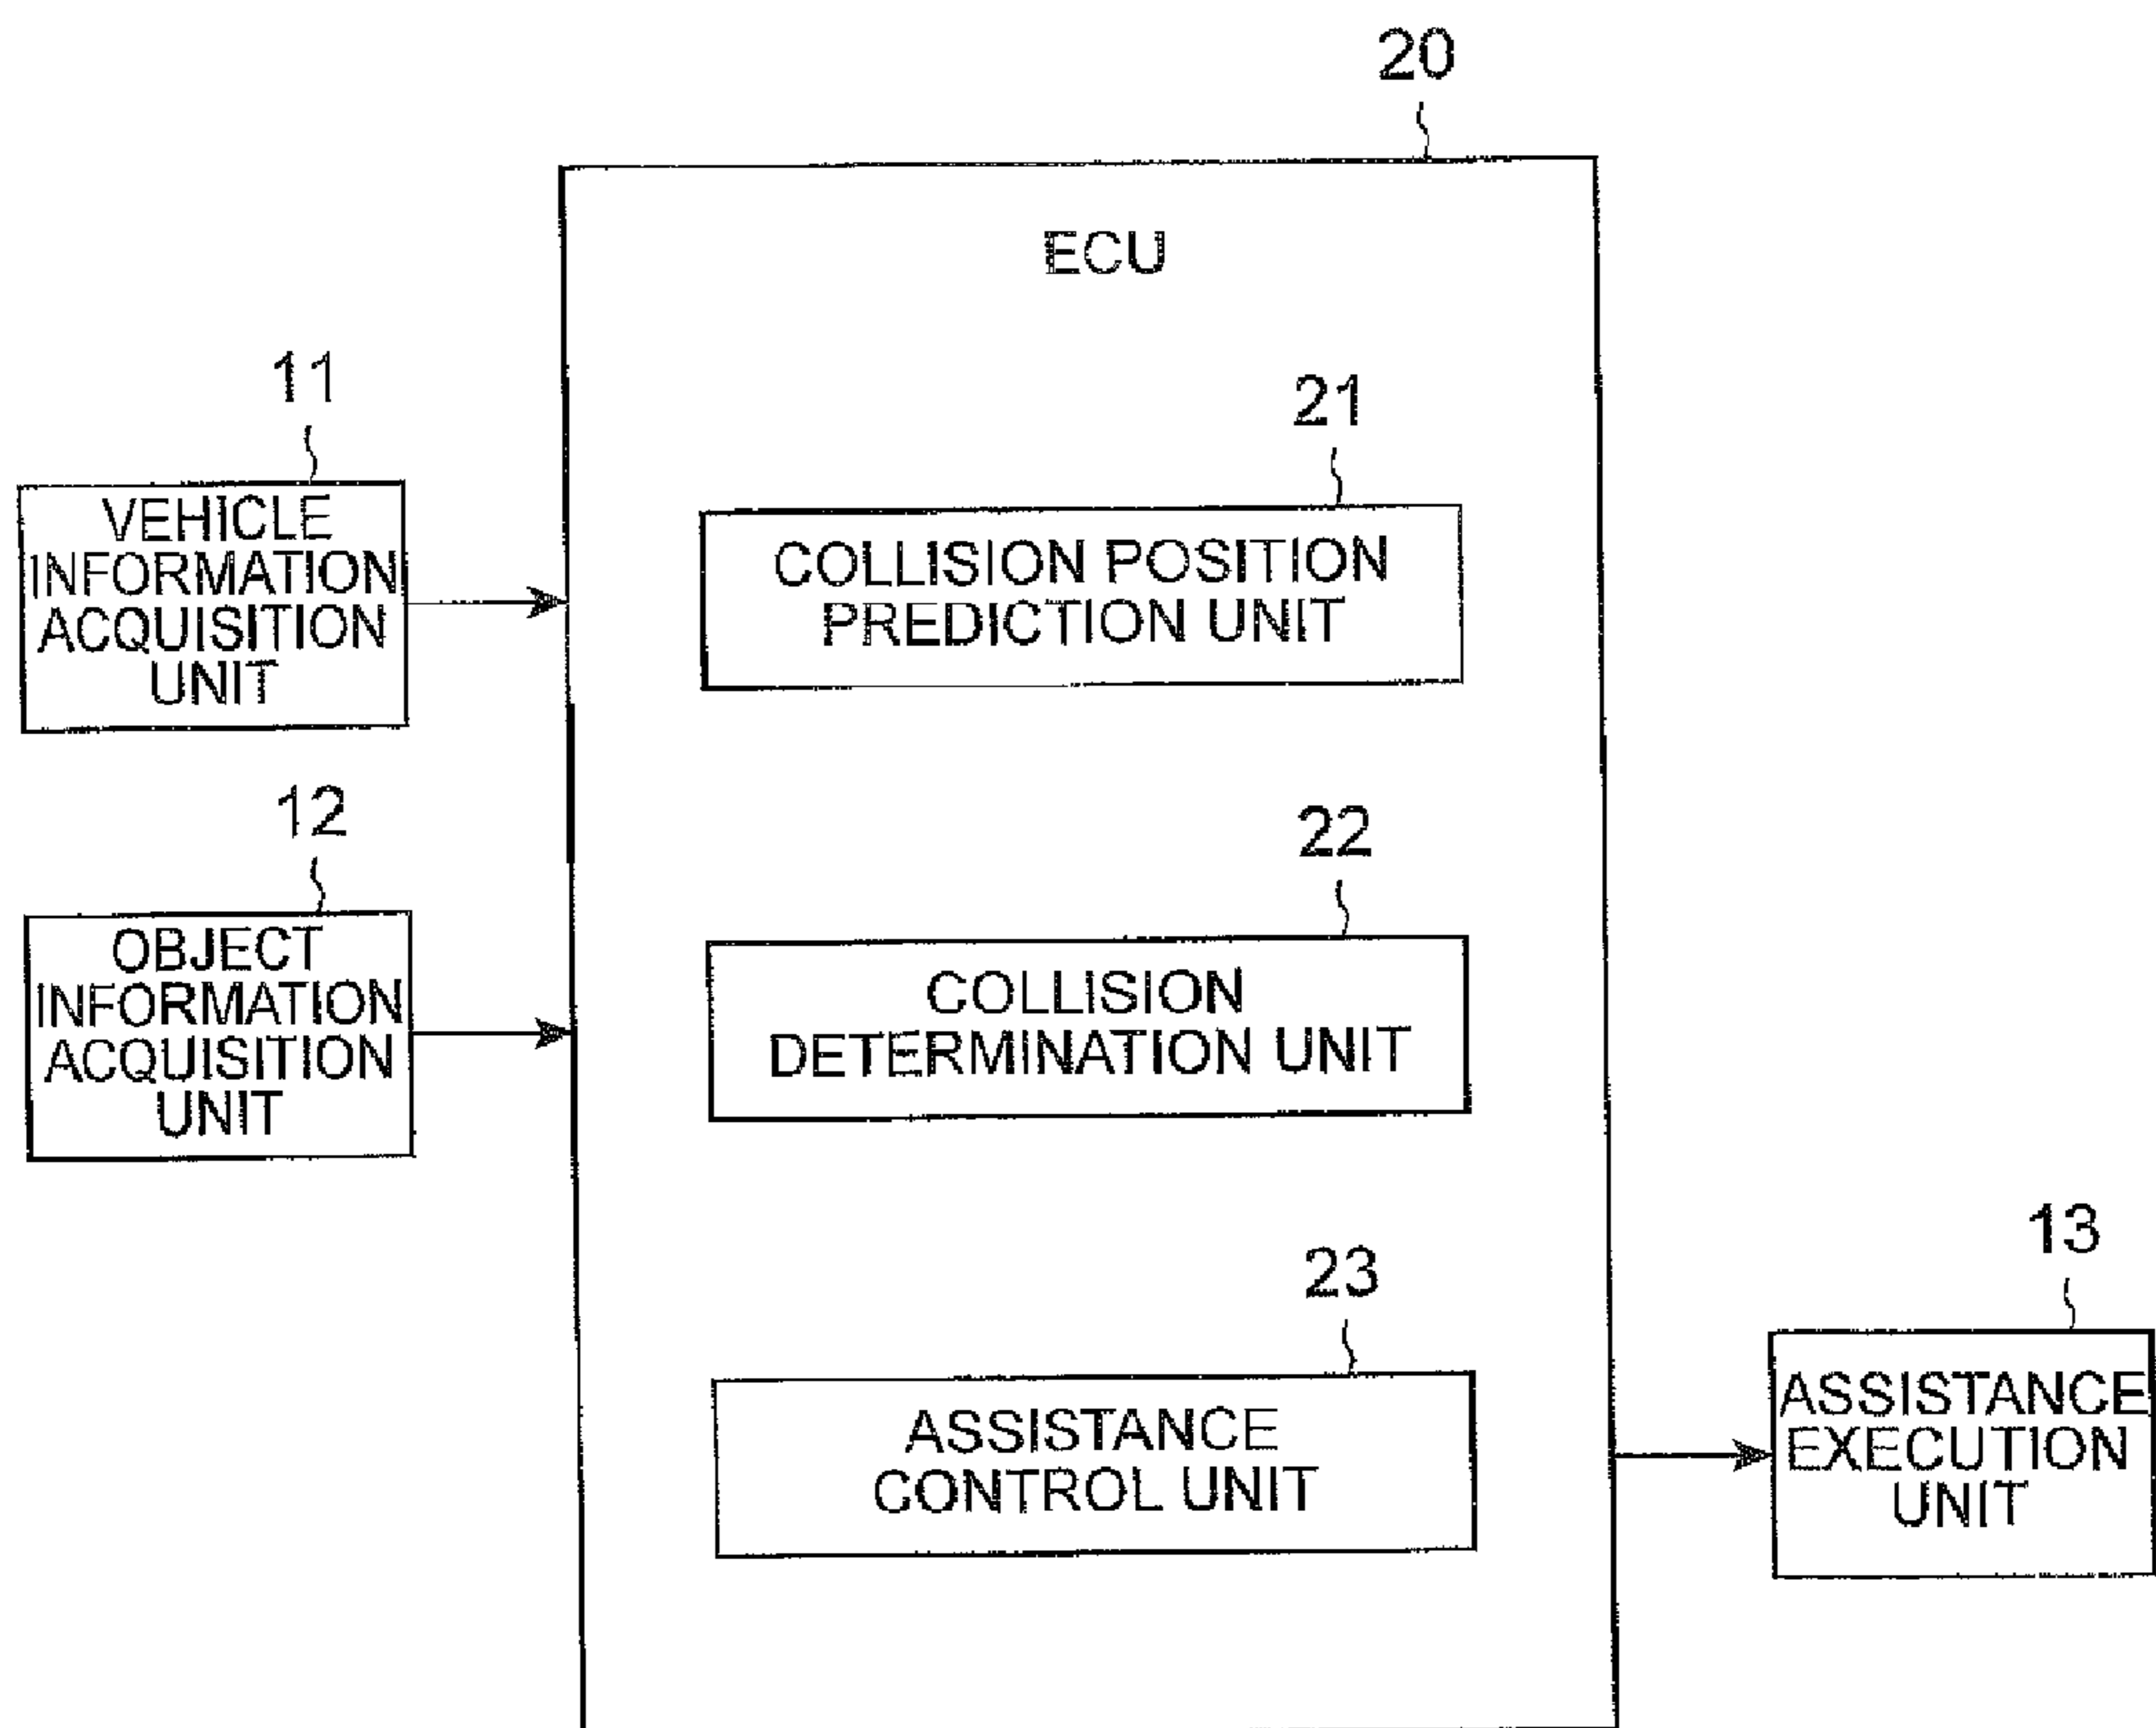 20
ECU
11
VEHICLE
INFORMATION
ACQUISITION
UNIT
21
COLLISION POSITION
PREDICTION UNIT
12
OBJECT
INFORMATION
ACQUISITION
UNIT
22
COLLISION
DETERMINATION UNIT
23
ASSISTANCE
CONTROL UNIT
13
ASSISTANCE
EXECUTION
UNIT